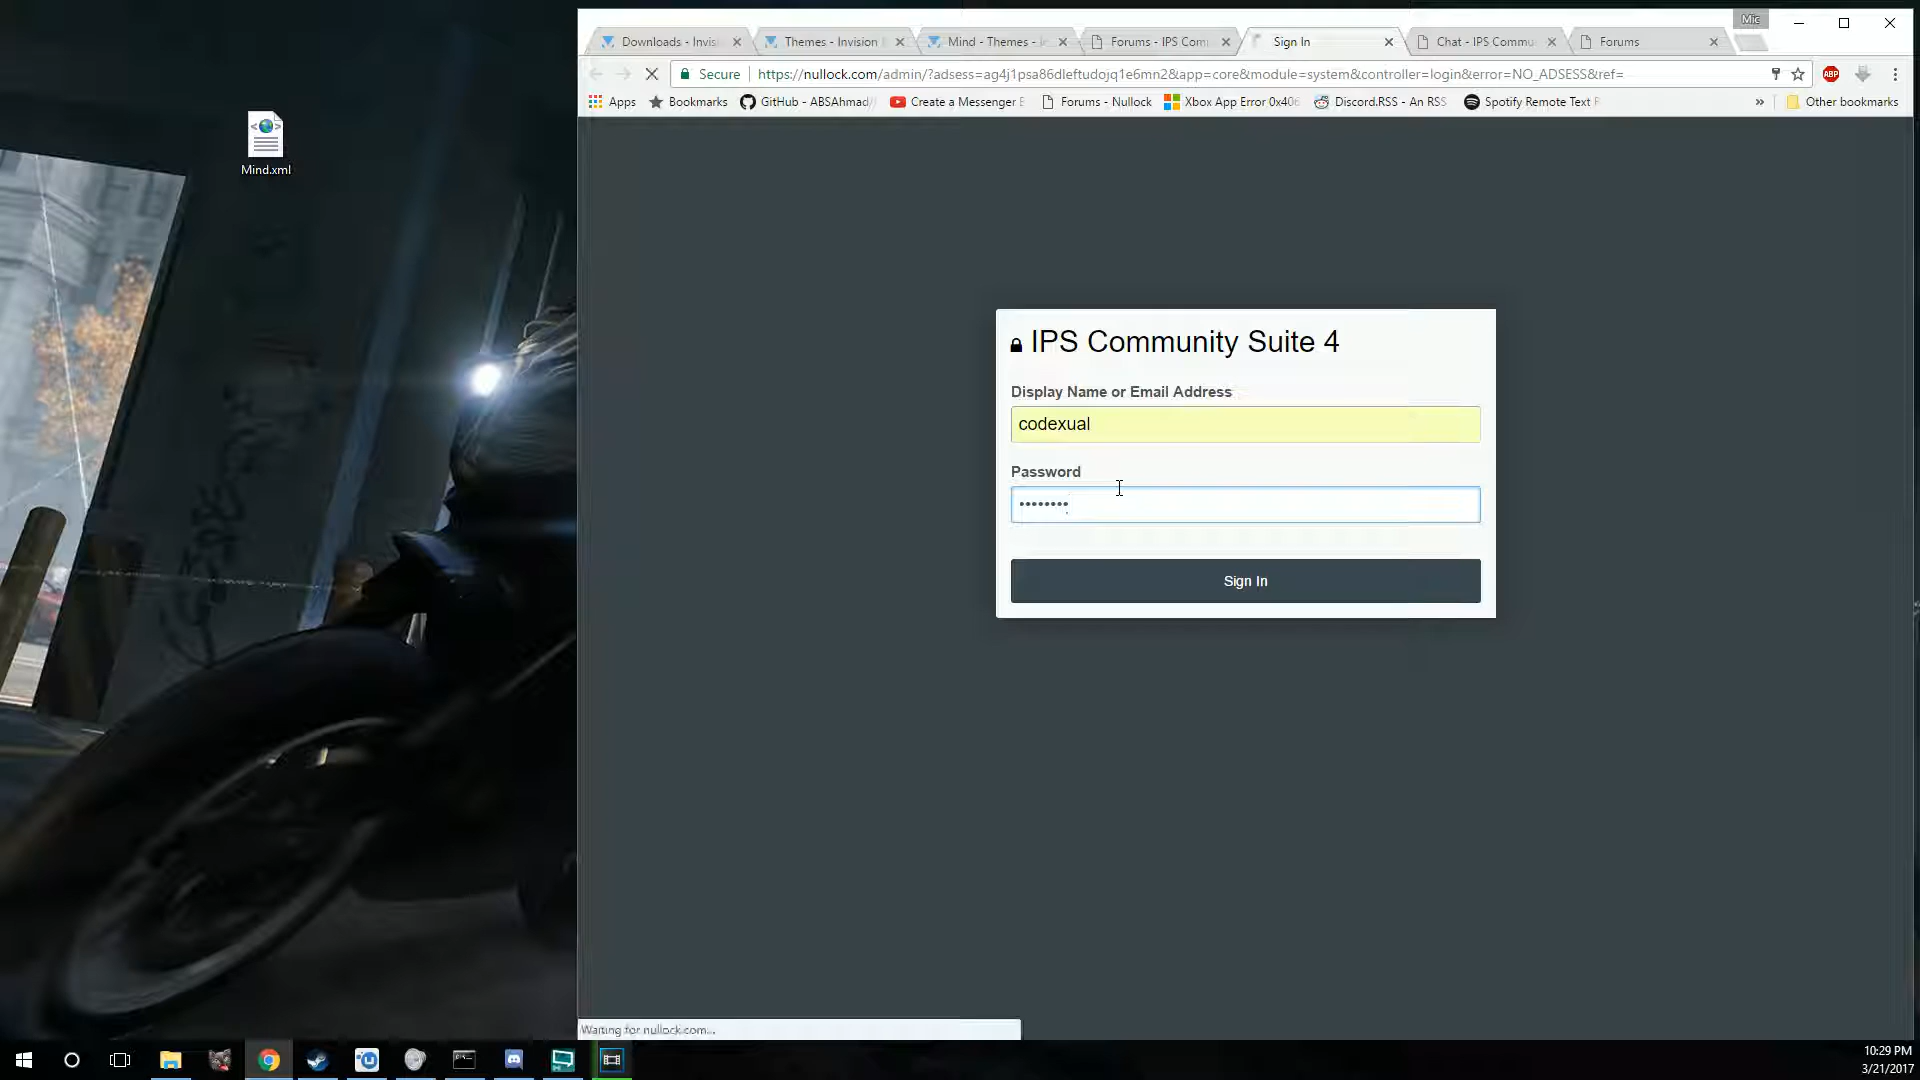 Mic
Downloads - Invis
Themes - Invision
Mind - Themes -
Forums - IPS Com
Sign In
Chat - IPS Commu
Forums
Secure
https://nullock.com/admin/?adsess=ag4j1psa86dleftudojq1e6mn2&app=core&module=system&controller=login&error=NO_ADSESS&ref=
ABP
Apps
Bookmarks
GitHub - ABSAhmad/
Create a Messenger
Forums - Nullock
Xbox App Error 0x406
Discord.RSS - An RSS
Spotify Remote Text
»
Other bookmarks
Mind.xml
IPS Community Suite 4
Display Name or Email Address
codexual
Password
••••••••
Sign In
Waiting for nullock.com...
10:29 PM
3/21/2017